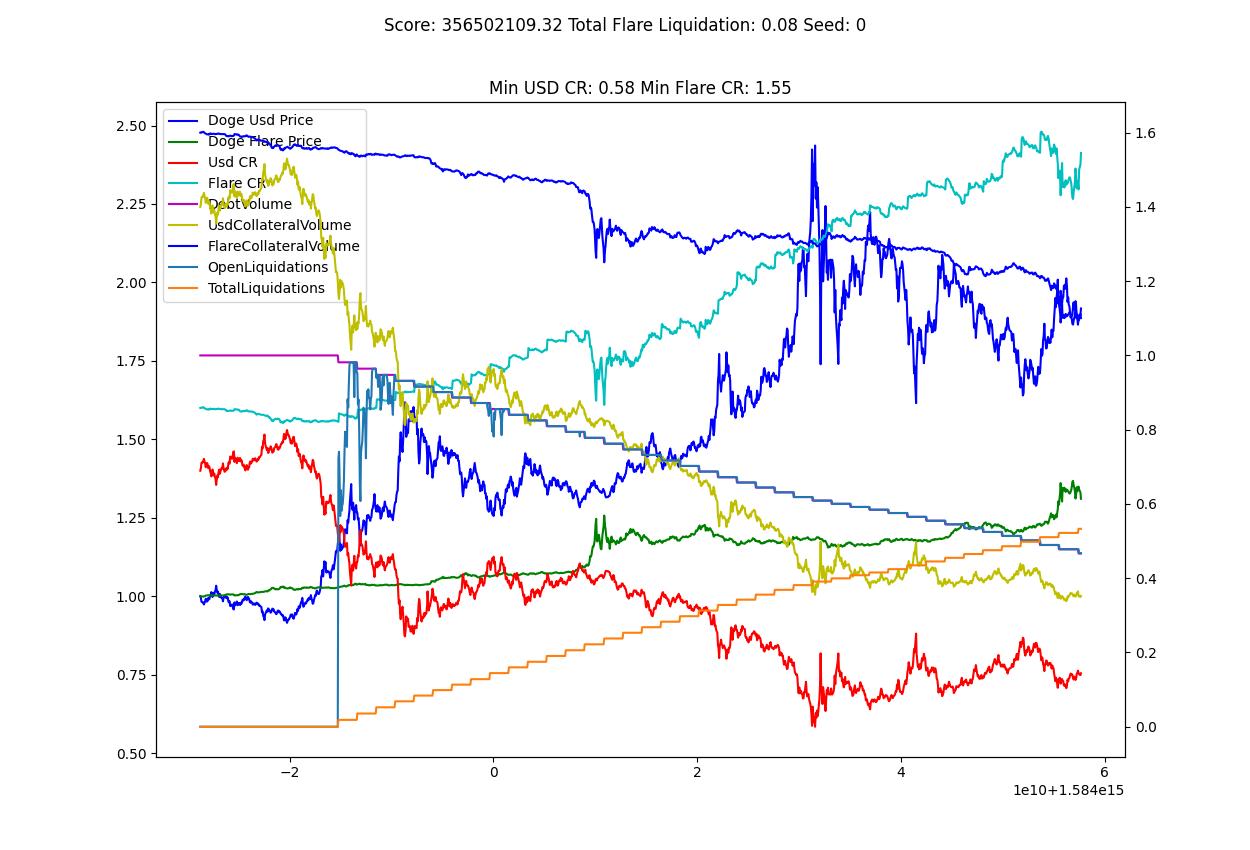 Score: 356502109.32 Total Flare Liquidation: 0.08 Seed: 0
Min USD CR: 0.58 Min Flare CR: 1.55
Doge Usd Price
Doge Flare Price
Usd CR
Flare CR
DebtVolume
UsdCollateralVolume
FlareCollateralVolume
OpenLiquidations
TotalLiquidations
2.50
2.25
2.00
1.75
1.50
1.25
1.00
0.75
0.50
1.6
1.4
1.2
1.0
0.8
0.6
0.4
0.2
0.0
−2
0
2
4
6
1e10+1.584e15